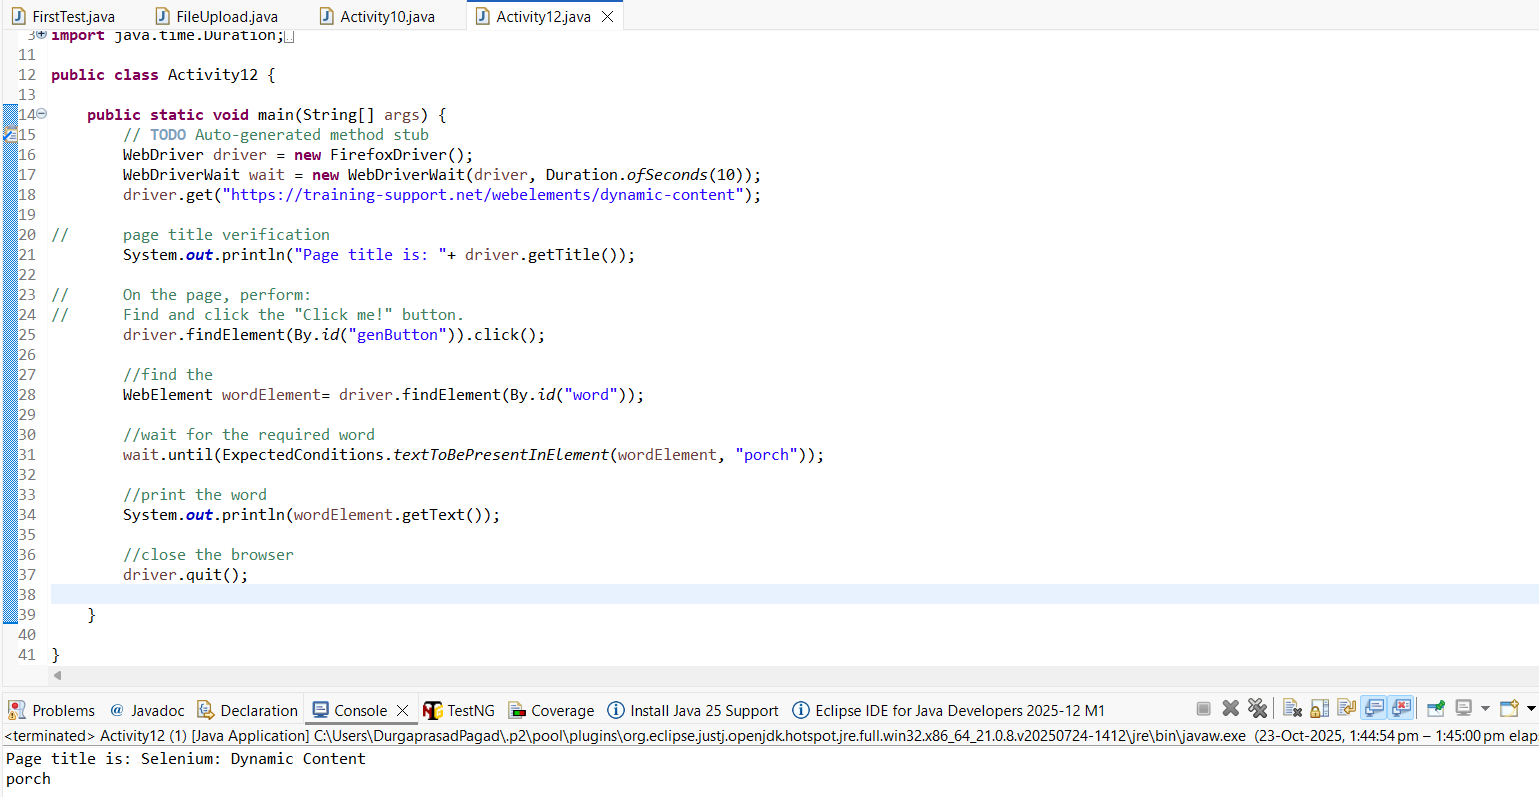 FirstTest.java FileUpload.java Activity10.java Activity12.java
3 import java.time.Duration;
11
12 public class Activity12 {
13
14     public static void main(String[] args) {
15         // TODO Auto-generated method stub
16         WebDriver driver = new FirefoxDriver();
17         WebDriverWait wait = new WebDriverWait(driver, Duration.ofSeconds(10));
18         driver.get("https://training-support.net/webelements/dynamic-content");
19
20 //      page title verification
21         System.out.println("Page title is: "+ driver.getTitle());
22
23 //      On the page, perform:
24 //      Find and click the "Click me!" button.
25         driver.findElement(By.id("genButton")).click();
26
27         //find the
28         WebElement wordElement= driver.findElement(By.id("word"));
29
30         //wait for the required word
31         wait.until(ExpectedConditions.textToBePresentInElement(wordElement, "porch"));
32
33         //print the word
34         System.out.println(wordElement.getText());
35
36         //close the browser
37         driver.quit();
38
39     }
40
41 }
Problems @ Javadoc Declaration Console TestNG Coverage Install Java 25 Support Eclipse IDE for Java Developers 2025-12 M1
<terminated> Activity12 (1) [Java Application] C:\Users\DurgaprasadPagad\.p2\pool\plugins\org.eclipse.justj.openjdk.hotspot.jre.full.win32.x86_64_21.0.8.v20250724-1412\jre\bin\javaw.exe (23-Oct-2025, 1:44:54 pm – 1:45:00 pm elap
Page title is: Selenium: Dynamic Content
porch